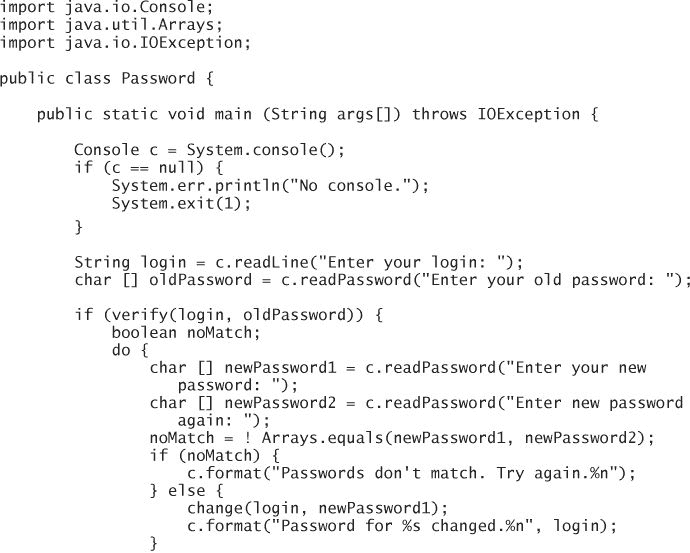 import java.io.Console;
import java.util.Arrays;
import java.io.IOException;

public class Password {

    public static void main (String args[]) throws IOException {

        Console c = System.console();
        if (c == null) {
            System.err.println("No console.");
            System.exit(1);
        }

        String login = c.readLine("Enter your login: ");
        char [] oldPassword = c.readPassword("Enter your old password: ");

        if (verify(login, oldPassword)) {
            boolean noMatch;
            do {
                char [] newPassword1 = c.readPassword("Enter your new
                   password: ");
                char [] newPassword2 = c.readPassword("Enter new password
                   again: ");
                noMatch = ! Arrays.equals(newPassword1, newPassword2);
                if (noMatch) {
                    c.format("Passwords don't match. Try again.%n");
                } else {
                    change(login, newPassword1);
                    c.format("Password for %s changed.%n", login);
                }